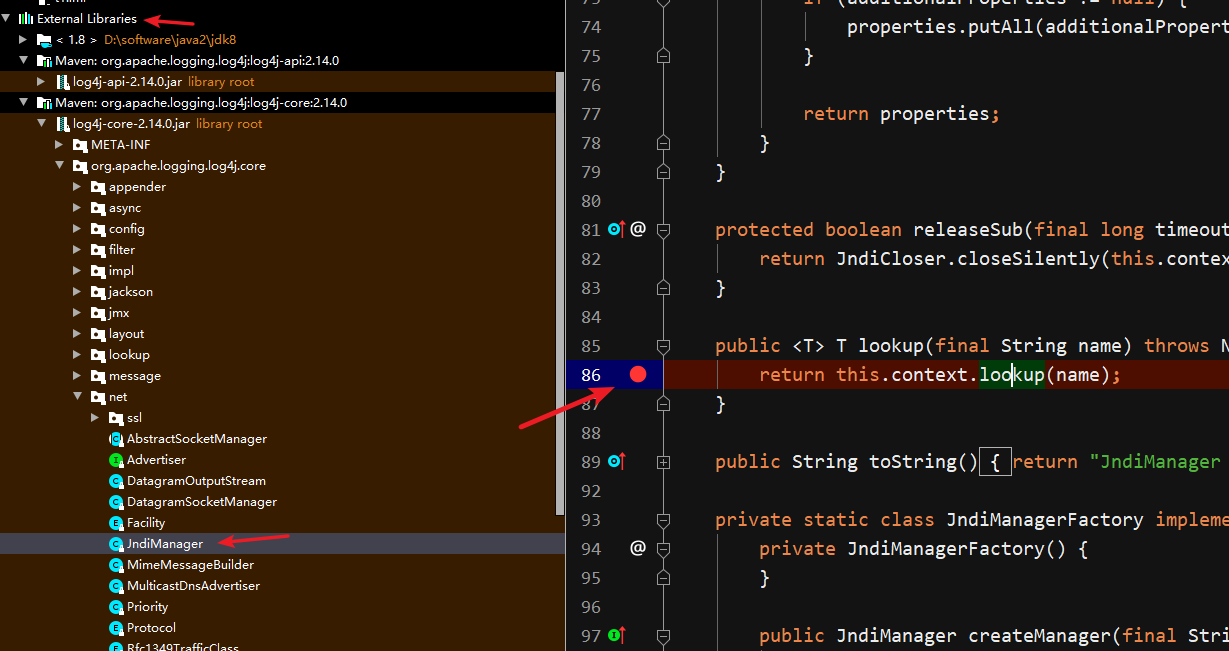 External Libraries
< 1.8 > D:\software\java2\jdk8
Maven: org.apache.logging.log4j:log4j-api:2.14.0
log4j-api-2.14.0.jar library root
Maven: org.apache.logging.log4j:log4j-core:2.14.0
log4j-core-2.14.0.jar library root
META-INF
org.apache.logging.log4j.core
appender
async
config
filter
impl
jackson
jmx
layout
lookup
message
net
ssl
AbstractSocketManager
Advertiser
DatagramOutputStream
DatagramSocketManager
Facility
JndiManager
MimeMessageBuilder
MulticastDnsAdvertiser
Priority
Protocol
Rfc1349TrafficClass
74 properties.putAll(additionalPropert
75 }
76
77 return properties;
78 }
79 }
80
81 @ protected boolean releaseSub(final long timeout
82 return JndiCloser.closeSilently(this.contex
83 }
84
85 public <T> T lookup(final String name) throws N
86 return this.context.lookup(name);
87 }
88
89 public String toString() { return "JndiManager
92
93 private static class JndiManagerFactory impleme
94 @ private JndiManagerFactory() {
95 }
96
97 public JndiManager createManager(final Stri